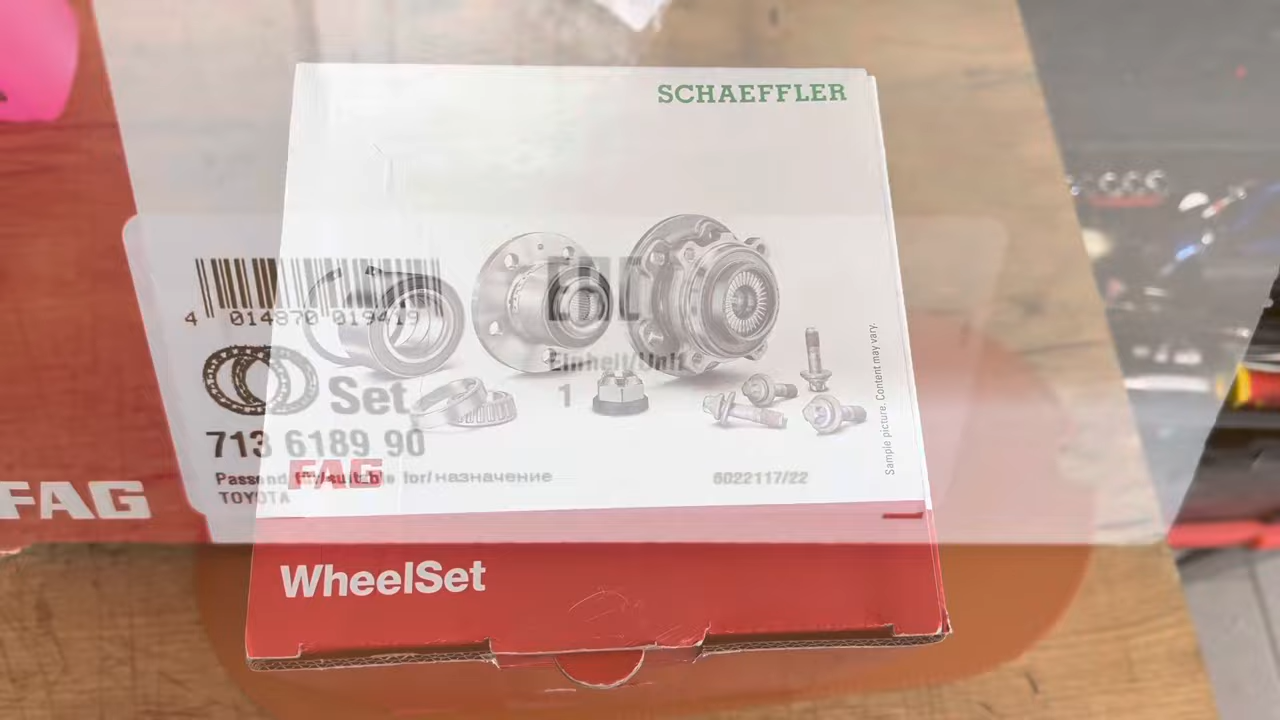 SCHAEFFLER
4 014870 019419
Einheit/Unit
Set
1
713 6189 90
FAG
Passend für/suitable for/назначение
6022117/22
TOYOTA
Sample picture. Content may vary.
FAG
WheelSet